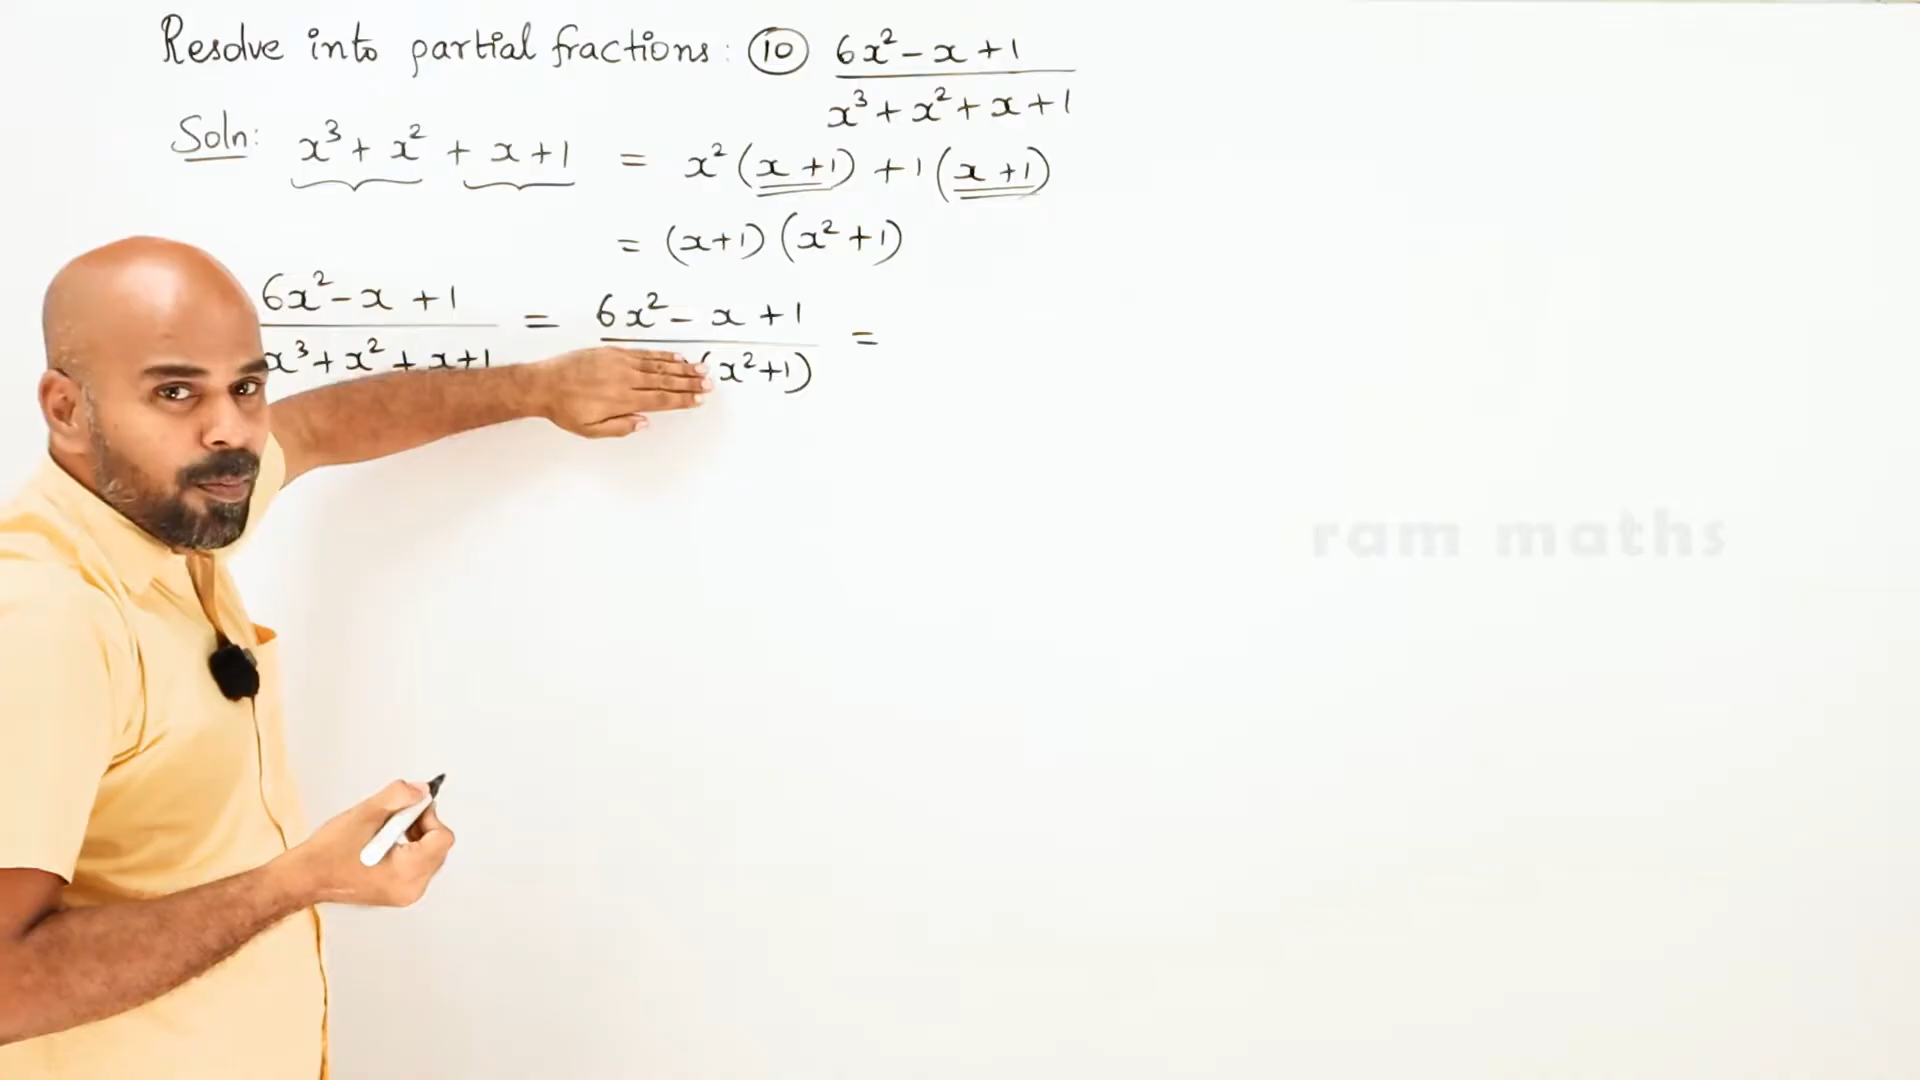 Resolve into partial fractions: (10) 6x² - x + 1
x³ + x² + x + 1
Soln: x³ + x² + x + 1 = x² (x + 1) + 1 (x + 1)
= (x+1) (x² + 1)
6x² - x + 1 = 6x² - x + 1 =
x³ + x² + x + 1 (x² + 1)
ram maths